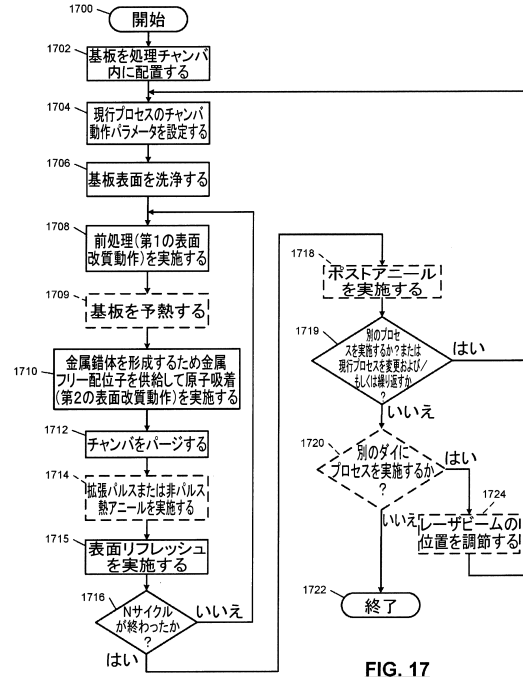 1700
開始
1702
基板を処理チャンバ
内に配置する
1704
現行プロセスのチャンバ
動作パラメータを設定する
1706
基板表面を洗浄する
1708
前処理(第1の表面
改質動作)を実施する
1709
基板を予熱する
1710
金属錯体を形成するため金属
フリー配位子を供給して原子吸着
(第2の表面改質動作)を実施する
1712
チャンバをパージする
1714
拡張パルスまたは非パルス
熱アニールを実施する
1715
表面リフレッシュ
を実施する
1716
Nサイクル
が終わったか
?
いいえ
はい
1718
ポストアニール
を実施する
1719
別のプロセ
スを実施するか?または
現行プロセスを変更および/
もしくは繰り返すか
?
はい
いいえ
1720
別のダイに
プロセスを実施するか
?
はい
いいえ
1724
レーザビームの
位置を調節する
1722
終了
FIG. 17